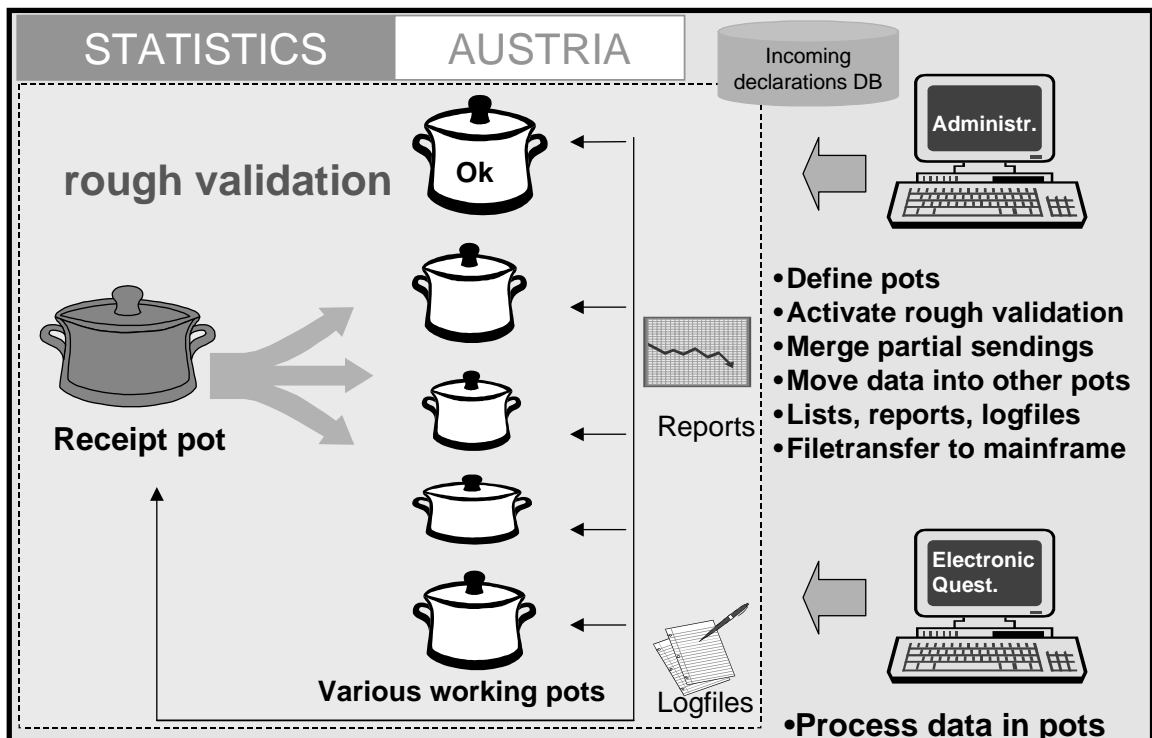 STATISTICS AUSTRIA
Incoming
declarations DB
Administr.
rough validation
Ok
Receipt pot
Various working pots
Reports
Logfiles
•Define pots
•Activate rough validation
•Merge partial sendings
•Move data into other pots
•Lists, reports, logfiles
•Filetransfer to mainframe
Electronic
Quest.
•Process data in pots